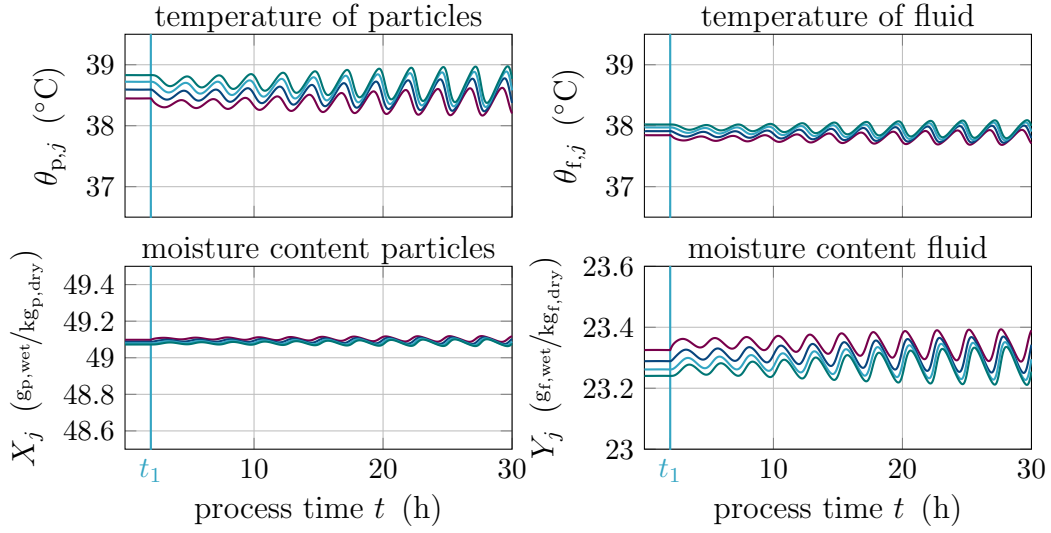 temperature of particles
39
38
37
θp,j (°C)
temperature of fluid
39
38
37
θf,j (°C)
moisture content particles
49.4
49.2
49
48.8
48.6
Xj (gp,wet/kgp,dry)
t1
10
20
30
process time t (h)
moisture content fluid
23.6
23.4
23.2
23
Yj (gf,wet/kgf,dry)
t1
10
20
30
process time t (h)